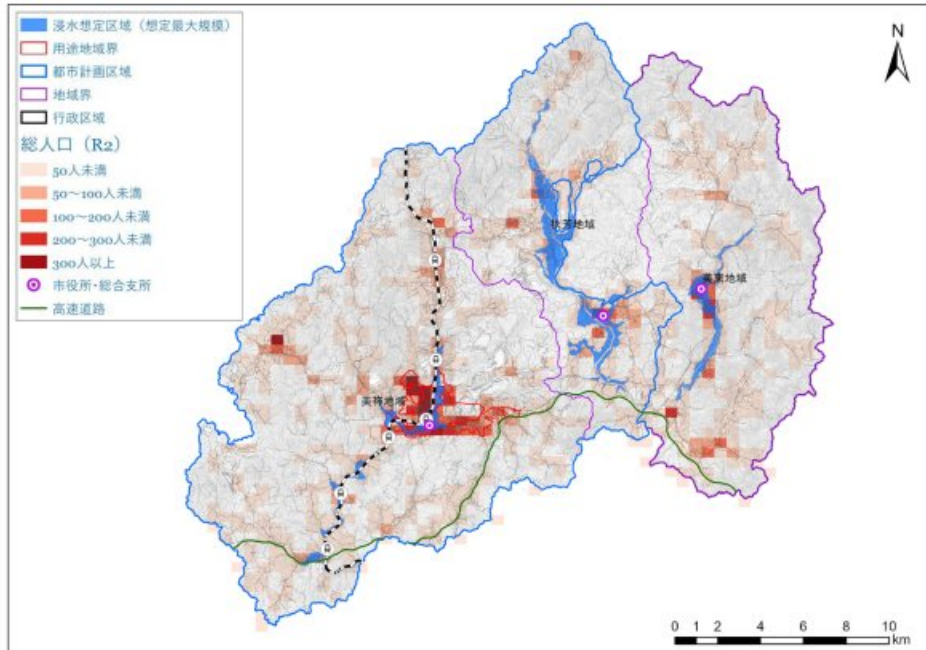 浸水想定区域（想定最大規模）
用途地域界
都市計画区域
地域界
行政区域
総人口（R2）
50人未満
50～100人未満
100～200人未満
200～300人未満
300人以上
市役所・総合支所
高速道路
N
秋芳地域
美東地域
美祢地域
0 1 2 4 6 8 10
km